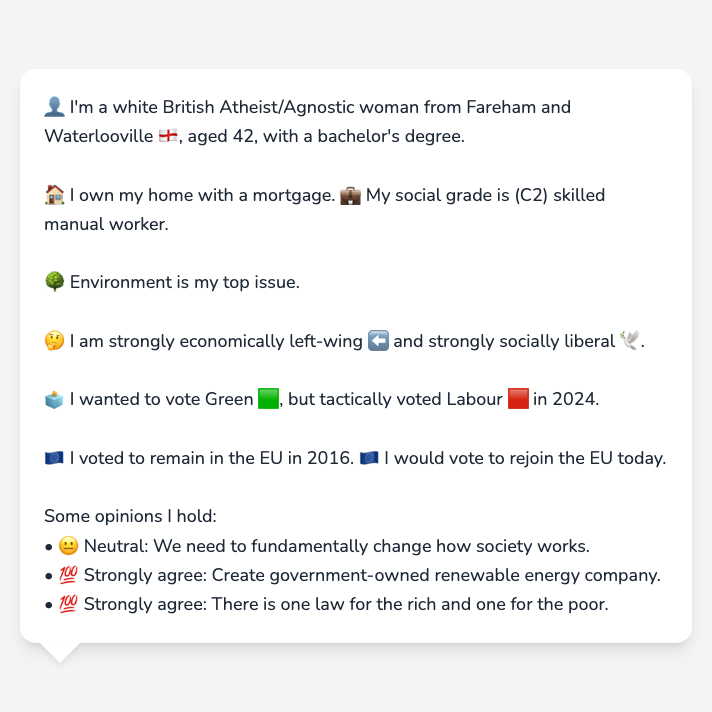 👤 I'm a white British Atheist/Agnostic woman from Fareham and
Waterlooville 🏴󠁧󠁢󠁥󠁮󠁧󠁿, aged 42, with a bachelor's degree.
🏠 I own my home with a mortgage. 💼 My social grade is (C2) skilled
manual worker.
🌳 Environment is my top issue.
🤔 I am strongly economically left-wing ⬅️ and strongly socially liberal 🕊️.
🗳️ I wanted to vote Green 🟩, but tactically voted Labour 🟥 in 2024.
🇪🇺 I voted to remain in the EU in 2016. 🇪🇺 I would vote to rejoin the EU today.
Some opinions I hold:
• 😐 Neutral: We need to fundamentally change how society works.
• 💯 Strongly agree: Create government-owned renewable energy company.
• 💯 Strongly agree: There is one law for the rich and one for the poor.